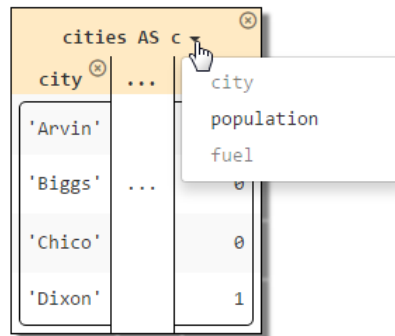 cities AS c
city ...
city
population
fuel
'Arvin'
'Biggs' ... 0
'Chico' 0
'Dixon' 1